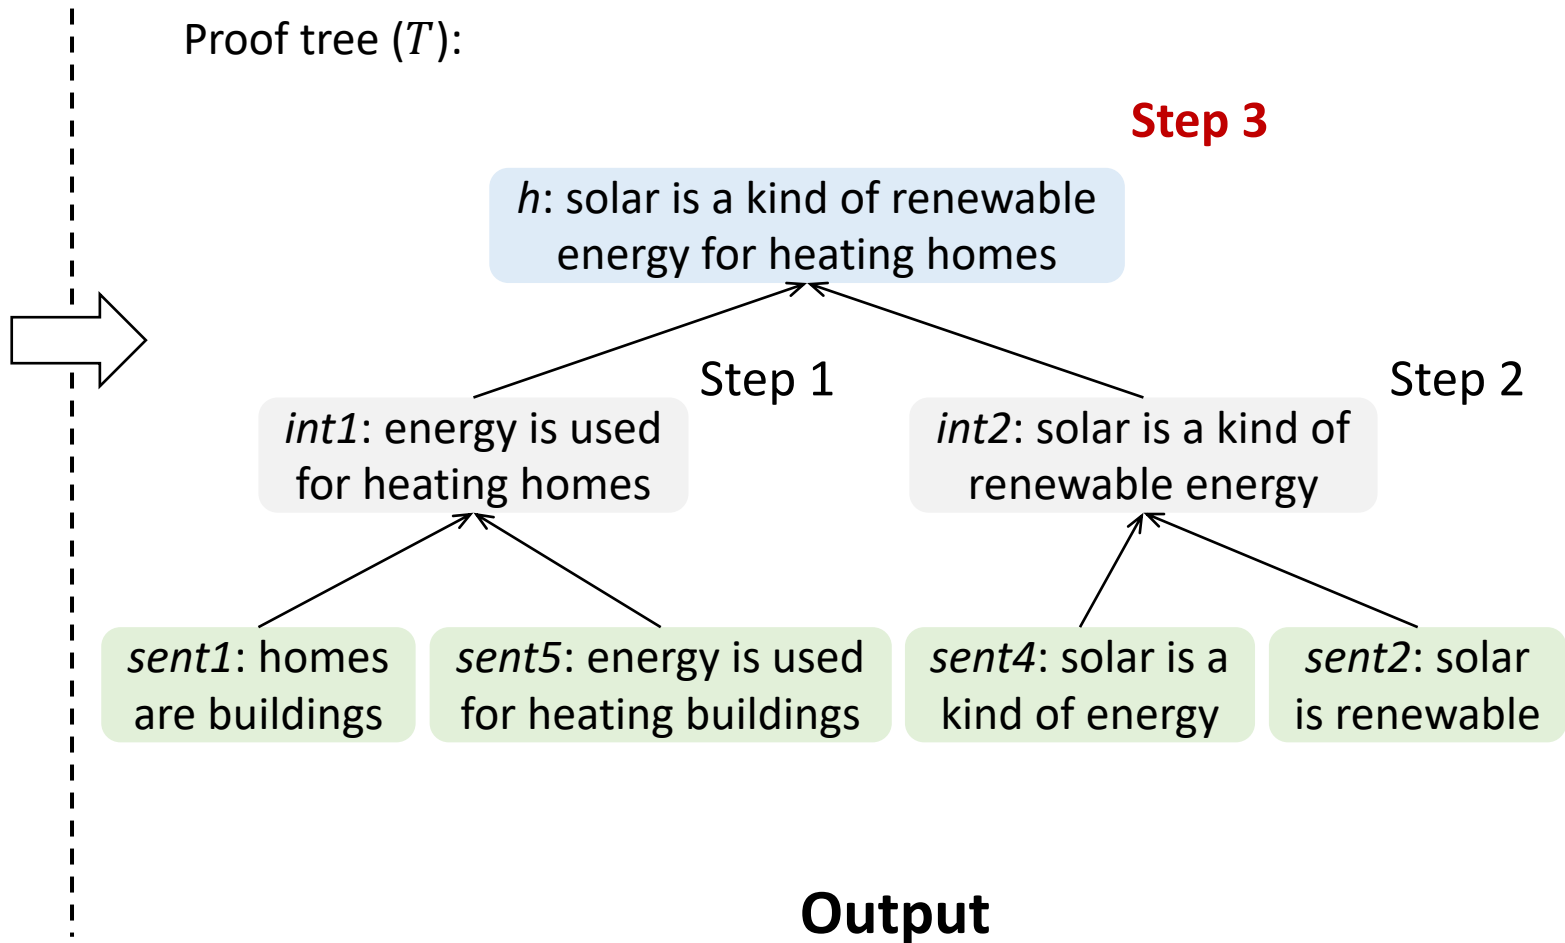 Proof tree (T):
Step 3
h: solar is a kind of renewable
energy for heating homes
Step 1
Step 2
int1: energy is used
for heating homes
int2: solar is a kind of
renewable energy
sent1: homes
are buildings
sent5: energy is used
for heating buildings
sent4: solar is a
kind of energy
sent2: solar
is renewable
Output